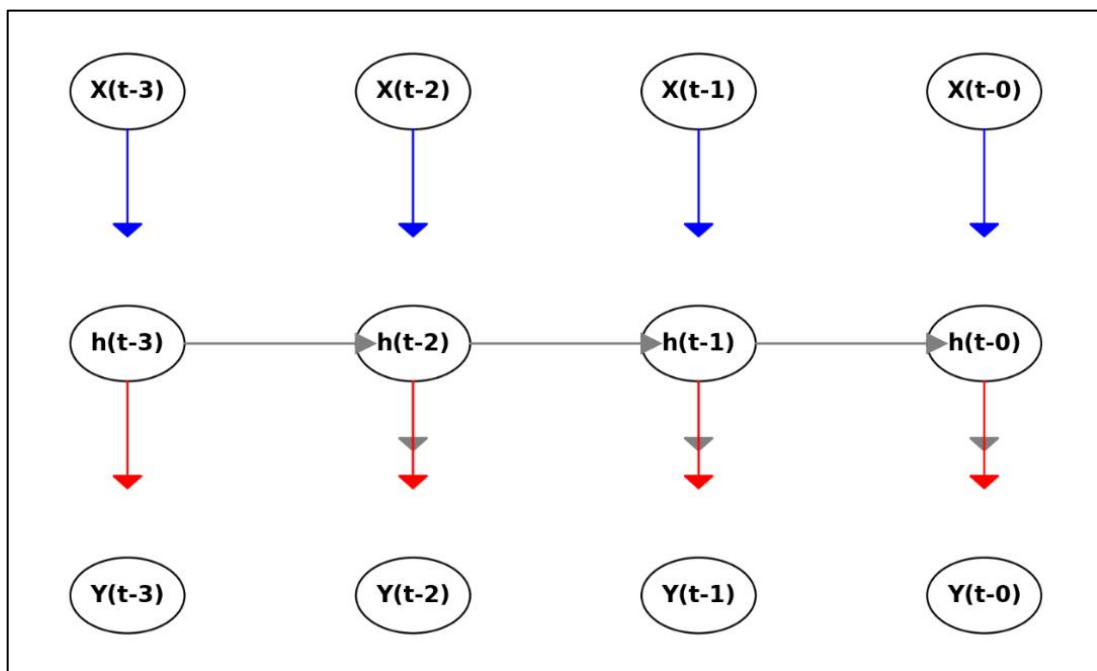 X(t-3) X(t-2) X(t-1) X(t-0)
h(t-3) h(t-2) h(t-1) h(t-0)
Y(t-3) Y(t-2) Y(t-1) Y(t-0)